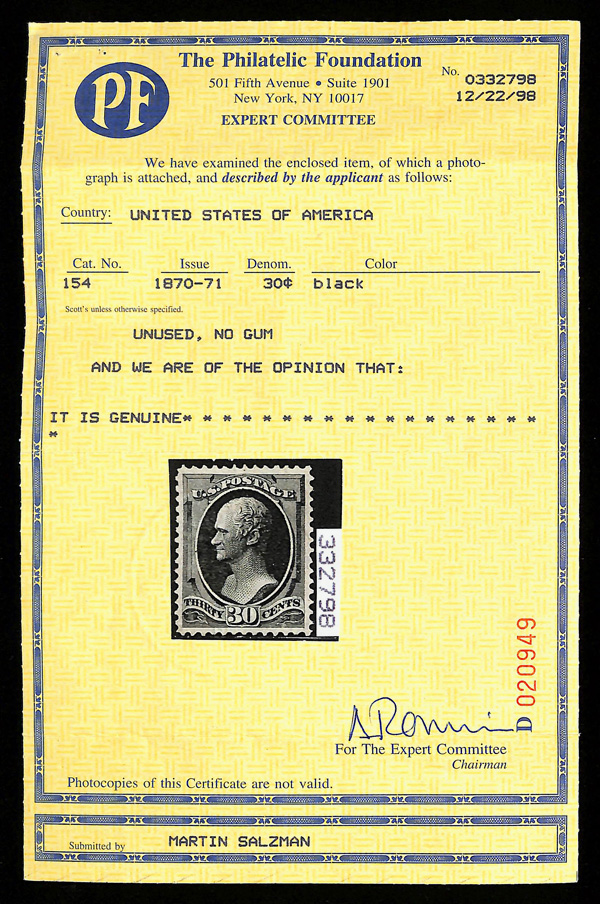 PF
The Philatelic Foundation
501 Fifth Avenue • Suite 1901
New York, NY 10017
EXPERT COMMITTEE
No. 0332798
12/22/98
We have examined the enclosed item, of which a photo-
graph is attached, and described by the applicant as follows:
Country: UNITED STATES OF AMERICA
Cat. No. Issue Denom. Color
154 1870-71 30¢ black
Scott's unless otherwise specified.
UNUSED, NO GUM
AND WE ARE OF THE OPINION THAT:
IT IS GENUINE* * * * * * * * * * * * * * * * * *
*
U.S. POSTAGE
THIRTY 30 CENTS
332798
D 020949
For The Expert Committee
Chairman
Photocopies of this Certificate are not valid.
Submitted by MARTIN SALZMAN